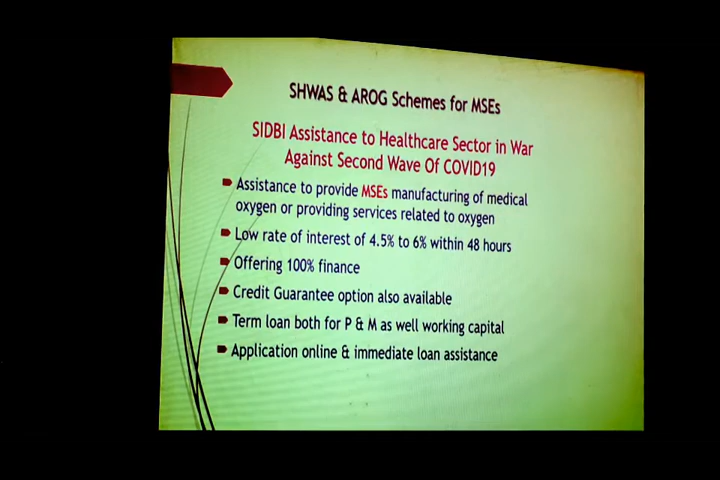 SHWAS & AROG Schemes for MSEs
SIDBI Assistance to Healthcare Sector in War
Against Second Wave Of COVID19
Assistance to provide MSEs manufacturing of medical
oxygen or providing services related to oxygen
Low rate of interest of 4.5% to 6% within 48 hours
Offering 100% finance
Credit Guarantee option also available
Term loan both for P & M as well working capital
Application online & immediate loan assistance